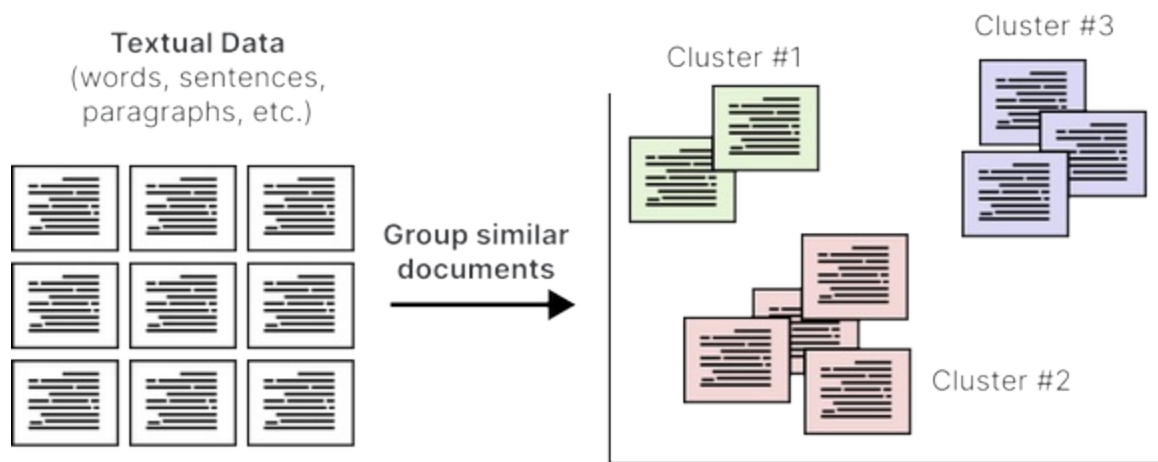 Textual Data
(words, sentences,
paragraphs, etc.)
Group similar
documents
Cluster #1
Cluster #3
Cluster #2